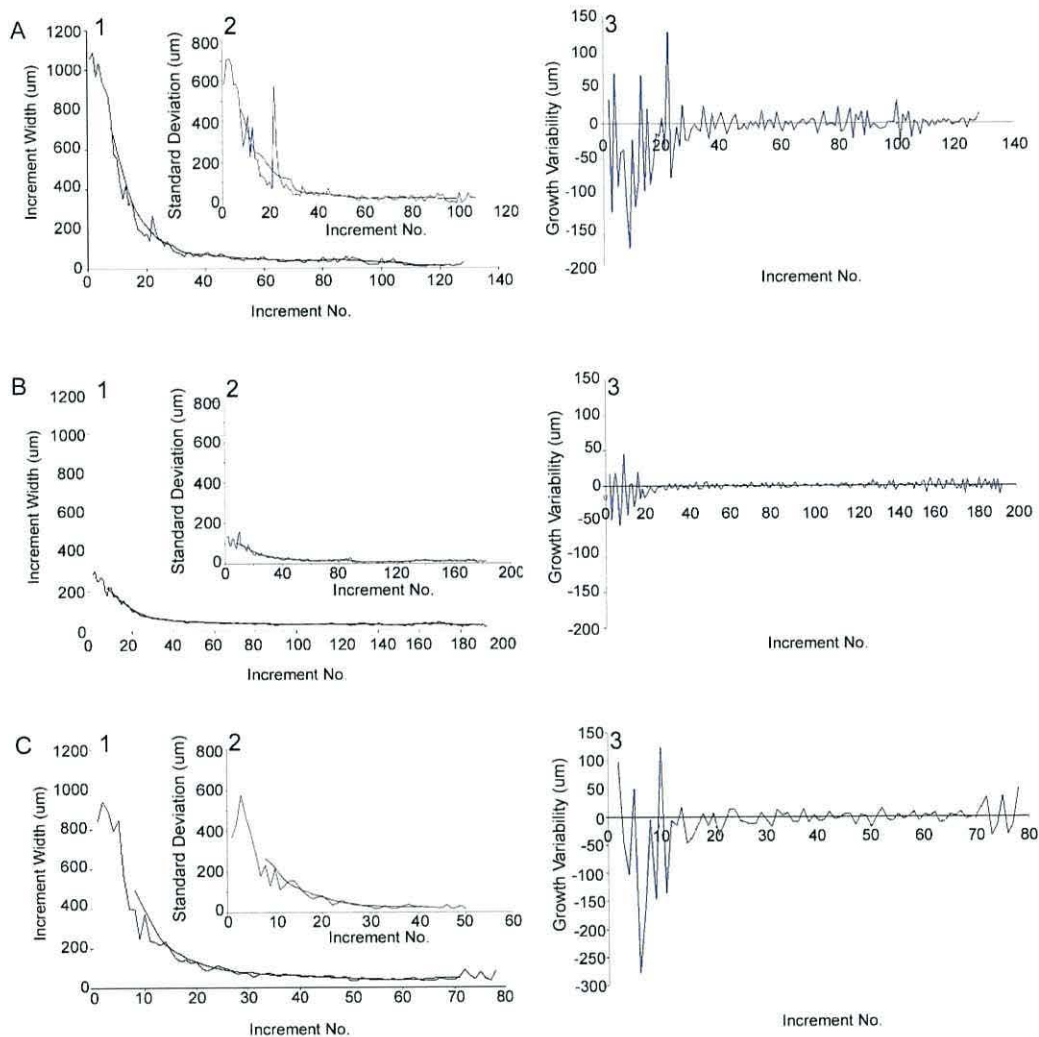 A
1
1200
1000
800
600
400
200
0
0 20 40 60 80 100 120 140
Increment Width (um)
Increment No.
2
800
600
400
200
0
0 20 40 60 80 100 120
Standard Deviation (um)
Increment No.
3
150
100
50
0
-50
-100
-150
-200
0 20 40 60 80 100 120 140
Growth Variability (um)
Increment No.
B
1
1200
1000
800
600
400
200
0
0 20 40 60 80 100 120 140 160 180 200
Increment Width (um)
Increment No.
2
800
600
400
200
0
0 40 80 120 160 200
Standard Deviation (um)
Increment No.
3
150
100
50
0
-50
-100
-150
-200
0 20 40 60 80 100 120 140 160 180 200
Growth Variability (um)
Increment No.
C
1
1200
1000
800
600
400
200
0
0 10 20 30 40 50 60 70 80
Increment Width (um)
Increment No.
2
800
600
400
200
0
0 10 20 30 40 50 60
Standard Deviation (um)
Increment No.
3
150
100
50
0
-50
-100
-150
-200
-250
-300
0 10 20 30 40 50 60 70 80
Growth Variability (um)
Increment No.